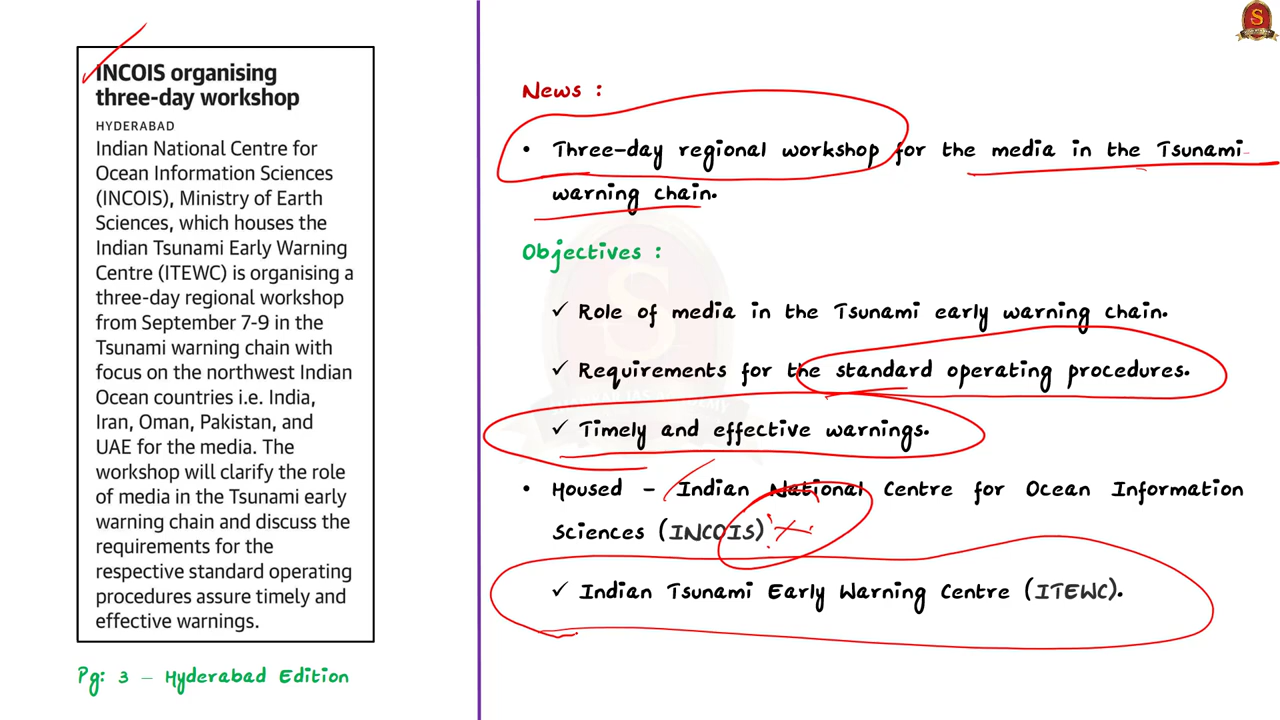 INCOIS organising
three-day workshop
HYDERABAD
Indian National Centre for
Ocean Information Sciences
(INCOIS), Ministry of Earth
Sciences, which houses the
Indian Tsunami Early Warning
Centre (ITEWC) is organising a
three-day regional workshop
from September 7-9 in the
Tsunami warning chain with
focus on the northwest Indian
Ocean countries i.e. India,
Iran, Oman, Pakistan, and
UAE for the media. The
workshop will clarify the role
of media in the Tsunami early
warning chain and discuss the
requirements for the
respective standard operating
procedures assure timely and
effective warnings.
Pg: 3 – Hyderabad Edition
News :
• Three-day regional workshop for the media in the Tsunami
warning chain.
Objectives :
✓ Role of media in the Tsunami early warning chain.
✓ Requirements for the standard operating procedures.
✓ Timely and effective warnings.
• Housed – Indian National Centre for Ocean Information
Sciences (INCOIS)
✓ Indian Tsunami Early Warning Centre (ITEWC).
S